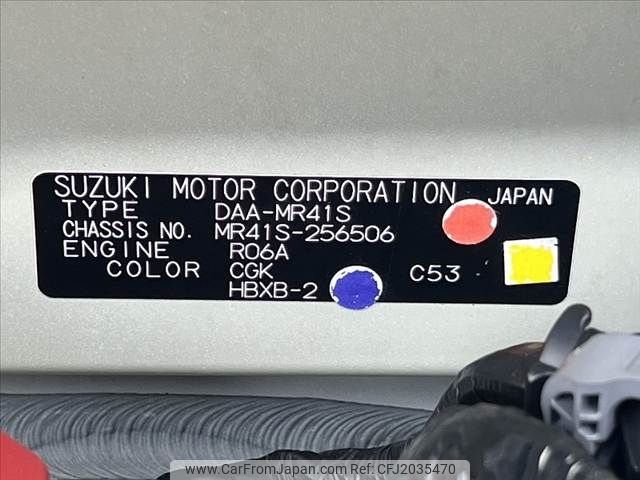 SUZUKI MOTOR CORPORATION JAPAN
TYPE DAA-MR41S
CHASSIS NO. MR41S-256506
ENGINE R06A
COLOR CGK C53
HBXB-2
www.CarFromJapan.com Ref:CFJ2035470